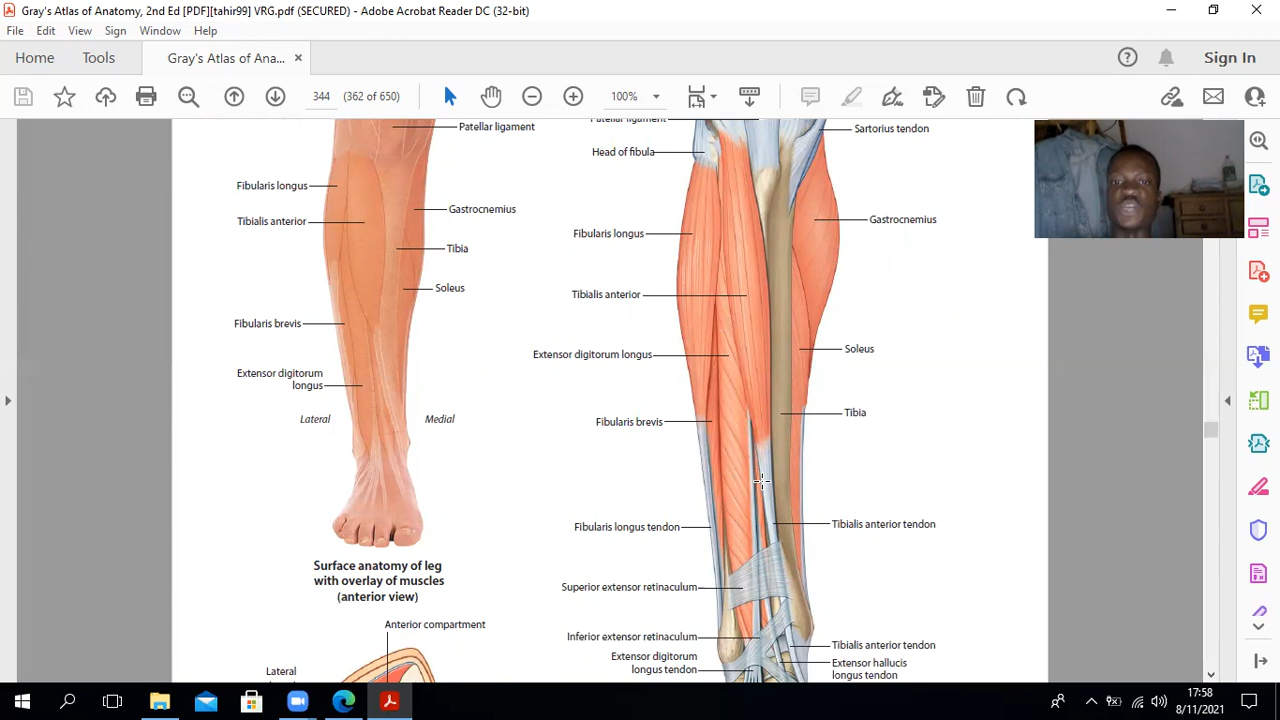 Gray's Atlas of Anatomy, 2nd Ed [PDF][tahir99] VRG.pdf (SECURED) - Adobe Acrobat Reader DC (32-bit)
File Edit View Sign Window Help
Home Tools Gray's Atlas of Ana... Sign In
344 (362 of 650) 100%
Patellar ligament
Fibularis longus
Tibialis anterior
Gastrocnemius
Tibia
Soleus
Fibularis brevis
Extensor digitorum
longus
Lateral
Medial
Surface anatomy of leg
with overlay of muscles
(anterior view)
Anterior compartment
Lateral
Patellar ligament
Sartorius tendon
Head of fibula
Gastrocnemius
Fibularis longus
Tibialis anterior
Extensor digitorum longus
Soleus
Fibularis brevis
Tibia
Fibularis longus tendon
Tibialis anterior tendon
Superior extensor retinaculum
Inferior extensor retinaculum
Tibialis anterior tendon
Extensor digitorum
longus tendon
Extensor hallucis
longus tendon
17:58
8/11/2021